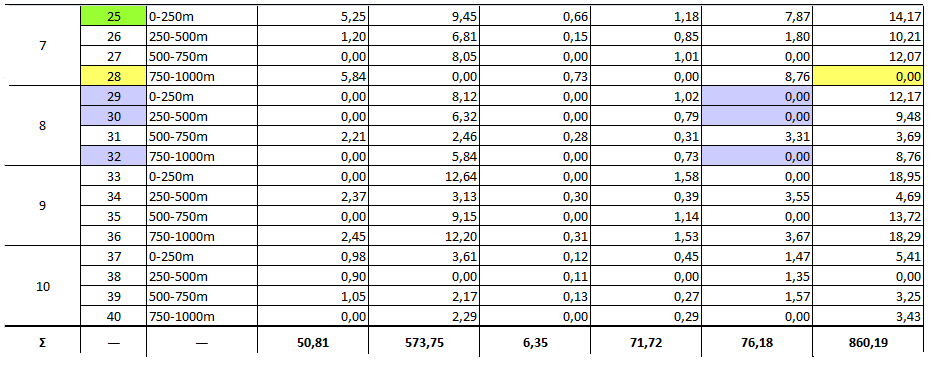 7
25 0-250m 5,25 9,45 0,66 1,18 7,87 14,17
26 250-500m 1,20 6,81 0,15 0,85 1,80 10,21
27 500-750m 0,00 8,05 0,00 1,01 0,00 12,07
28 750-1000m 5,84 0,00 0,73 0,00 8,76 0,00
8
29 0-250m 0,00 8,12 0,00 1,02 0,00 12,17
30 250-500m 0,00 6,32 0,00 0,79 0,00 9,48
31 500-750m 2,21 2,46 0,28 0,31 3,31 3,69
32 750-1000m 0,00 5,84 0,00 0,73 0,00 8,76
9
33 0-250m 0,00 12,64 0,00 1,58 0,00 18,95
34 250-500m 2,37 3,13 0,30 0,39 3,55 4,69
35 500-750m 0,00 9,15 0,00 1,14 0,00 13,72
36 750-1000m 2,45 12,20 0,31 1,53 3,67 18,29
10
37 0-250m 0,98 3,61 0,12 0,45 1,47 5,41
38 250-500m 0,90 0,00 0,11 0,00 1,35 0,00
39 500-750m 1,05 2,17 0,13 0,27 1,57 3,25
40 750-1000m 0,00 2,29 0,00 0,29 0,00 3,43
Σ — — 50,81 573,75 6,35 71,72 76,18 860,19